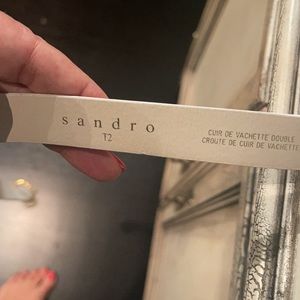 sandro
T2
CUIR DE VACHETTE DOUBLE
CROUTE DE CUIR DE VACHETTE